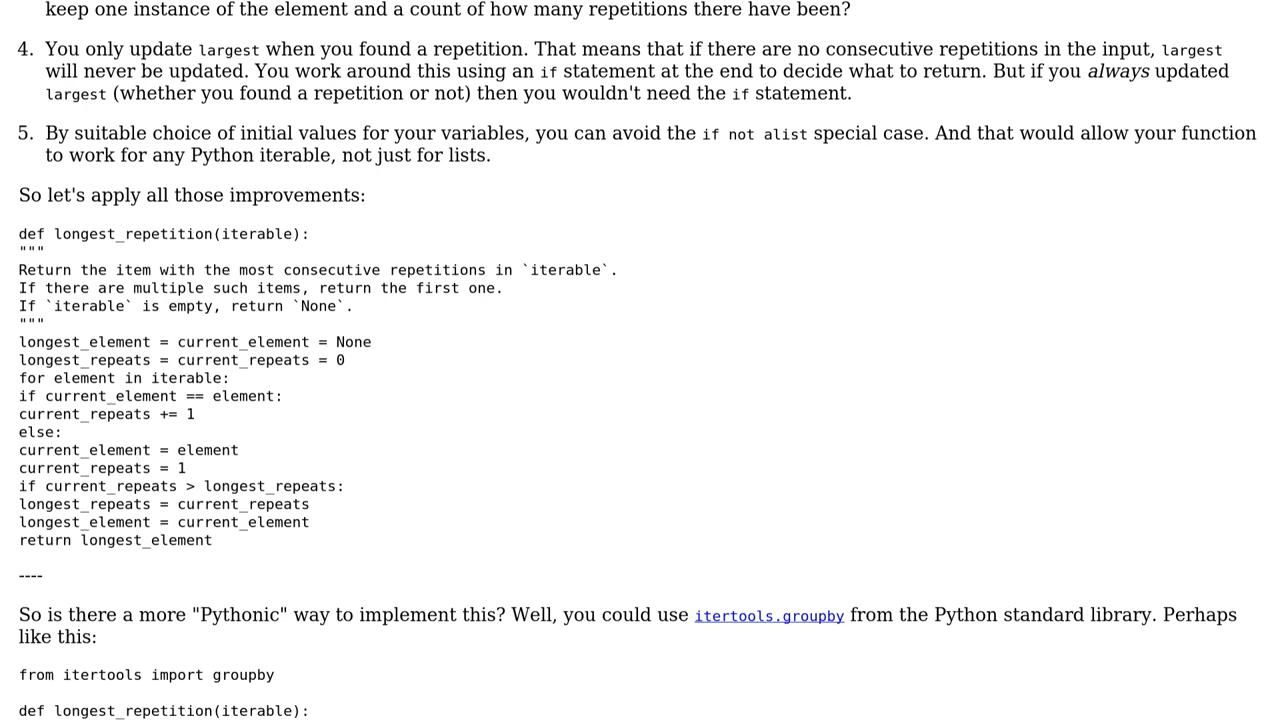 keep one instance of the element and a count of how many repetitions there have been?
4. You only update largest when you found a repetition. That means that if there are no consecutive repetitions in the input, largest
will never be updated. You work around this using an if statement at the end to decide what to return. But if you always updated
largest (whether you found a repetition or not) then you wouldn't need the if statement.
5. By suitable choice of initial values for your variables, you can avoid the if not alist special case. And that would allow your function
to work for any Python iterable, not just for lists.
So let's apply all those improvements:
def longest_repetition(iterable):
"""
Return the item with the most consecutive repetitions in `iterable`.
If there are multiple such items, return the first one.
If `iterable` is empty, return `None`.
"""
longest_element = current_element = None
longest_repeats = current_repeats = 0
for element in iterable:
if current_element == element:
current_repeats += 1
else:
current_element = element
current_repeats = 1
if current_repeats > longest_repeats:
longest_repeats = current_repeats
longest_element = current_element
return longest_element
----
So is there a more "Pythonic" way to implement this? Well, you could use itertools.groupby from the Python standard library. Perhaps
like this:
from itertools import groupby
def longest_repetition(iterable):